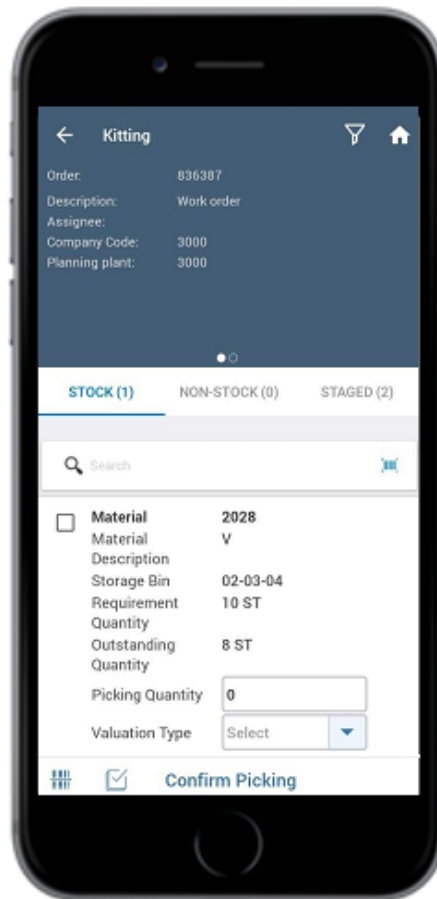 Kitting
Order: 836387
Description: Work order
Assignee:
Company Code: 3000
Planning plant: 3000
STOCK (1) NON-STOCK (0) STAGED (2)
Search
Material 2028
Material V
Description
Storage Bin 02-03-04
Requirement 10 ST
Quantity
Outstanding 8 ST
Quantity
Picking Quantity 0
Valuation Type Select
Confirm Picking